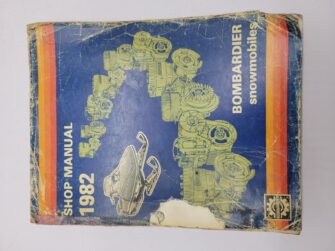 SHOP MANUAL
1982
BOMBARDIER
snowmobiles